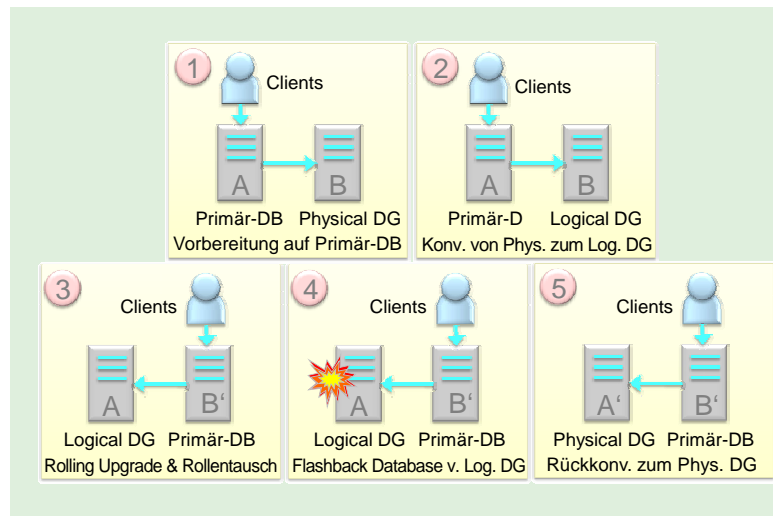 1
Clients
A
B
Primär-DB Physical DG
Vorbereitung auf Primär-DB
2
Clients
A
B
Primär-D Logical DG
Konv. von Phys. zum Log. DG
3
Clients
A
B‘
Logical DG Primär-DB
Rolling Upgrade & Rollentausch
4
Clients
A
B‘
Logical DG Primär-DB
Flashback Database v. Log. DG
5
Clients
A‘
B‘
Physical DG Primär-DB
Rückkonv. zum Phys. DG